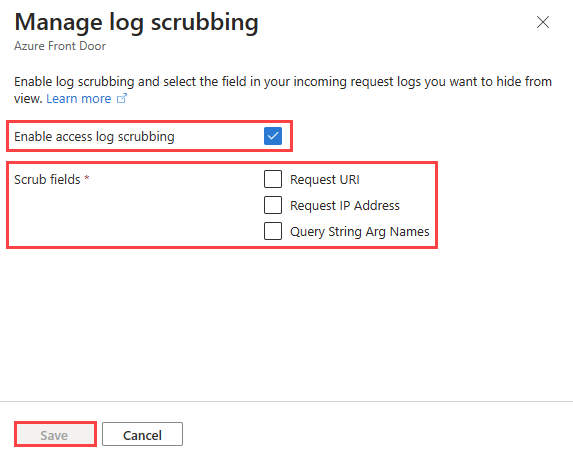 Manage log scrubbing
Azure Front Door
Enable log scrubbing and select the field in your incoming request logs you want to hide from
view. Learn more
Enable access log scrubbing
Scrub fields *
Request URI
Request IP Address
Query String Arg Names
Save
Cancel